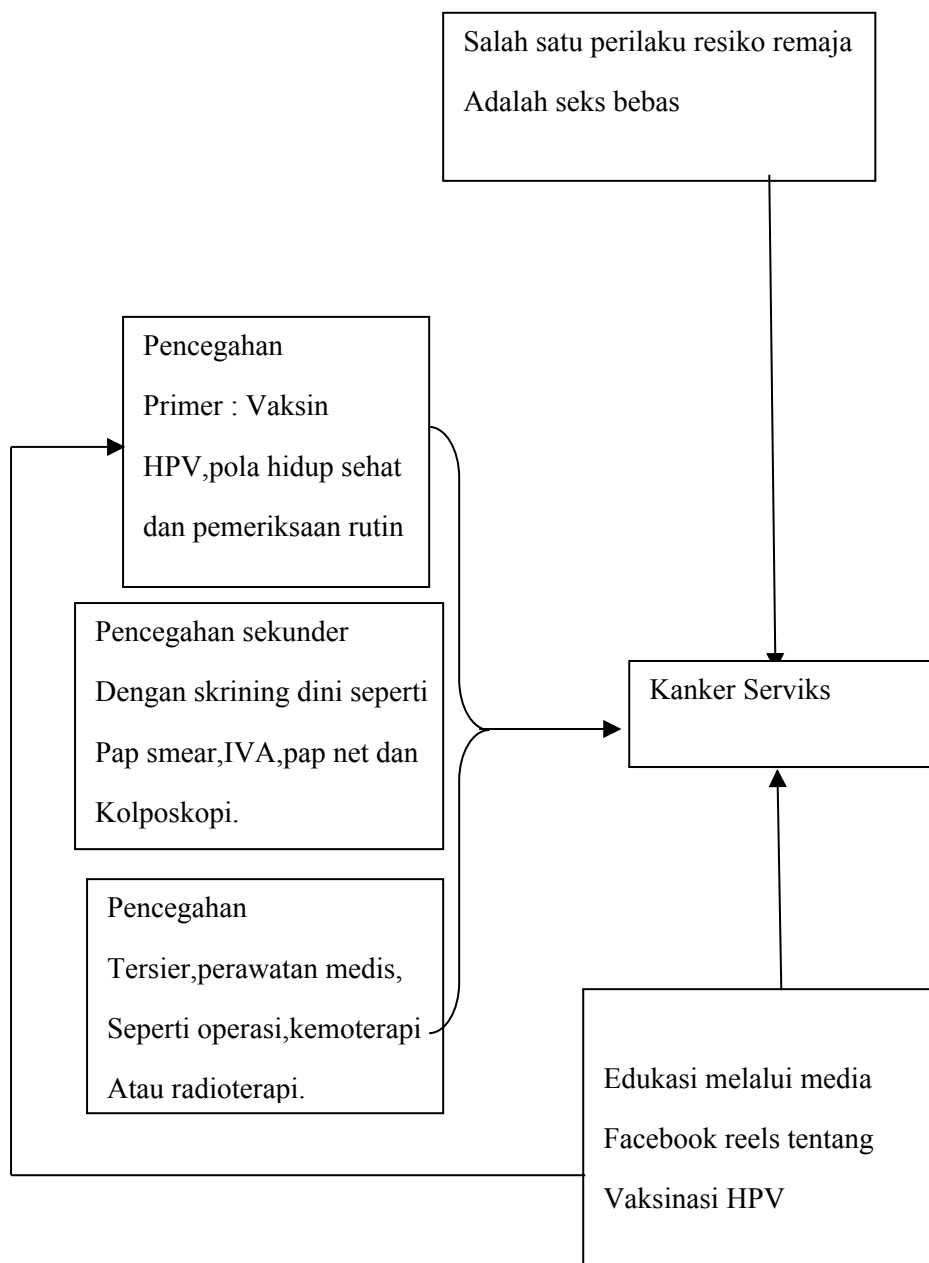 Salah satu perilaku resiko remaja
Adalah seks bebas
Pencegahan
Primer : Vaksin
HPV,pola hidup sehat
dan pemeriksaan rutin
Pencegahan sekunder
Dengan skrining dini seperti
Pap smear,IVA,pap net dan
Kolposkopi.
Kanker Serviks
Pencegahan
Tersier,perawatan medis,
Seperti operasi,kemoterapi
Atau radioterapi.
Edukasi melalui media
Facebook reels tentang
Vaksinasi HPV